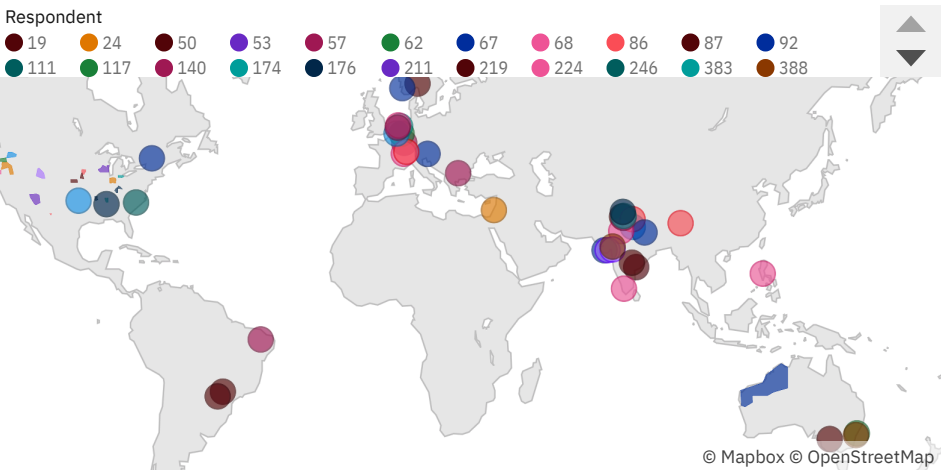 Respondent
19 24 50 53 57 62 67 68 86 87 92
111 117 140 174 176 211 219 224 246 383 388
© Mapbox © OpenStreetMap